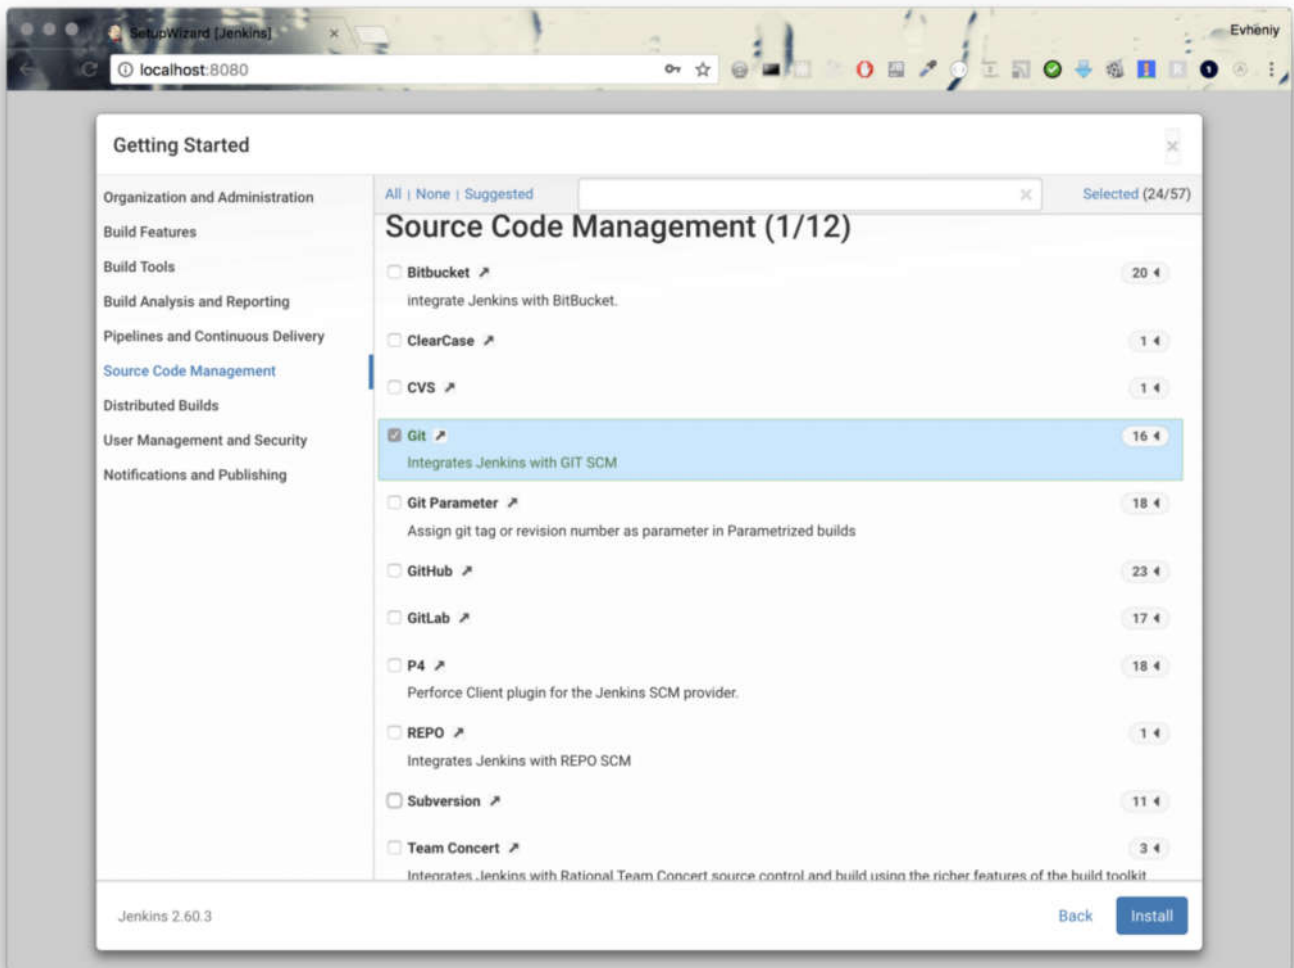 SetupWizard [Jenkins]
Evheniy
localhost:8080
Getting Started
Organization and Administration
Build Features
Build Tools
Build Analysis and Reporting
Pipelines and Continuous Delivery
Source Code Management
Distributed Builds
User Management and Security
Notifications and Publishing
All | None | Suggested
Selected (24/57)
Source Code Management (1/12)
Bitbucket 20
integrate Jenkins with BitBucket.
ClearCase 1
CVS 1
Git 16
Integrates Jenkins with GIT SCM
Git Parameter 18
Assign git tag or revision number as parameter in Parametrized builds
GitHub 23
GitLab 17
P4 18
Perforce Client plugin for the Jenkins SCM provider.
REPO 1
Integrates Jenkins with REPO SCM
Subversion 11
Team Concert 3
Integrates Jenkins with Rational Team Concert source control and build using the richer features of the build toolkit
Jenkins 2.60.3
Back
Install